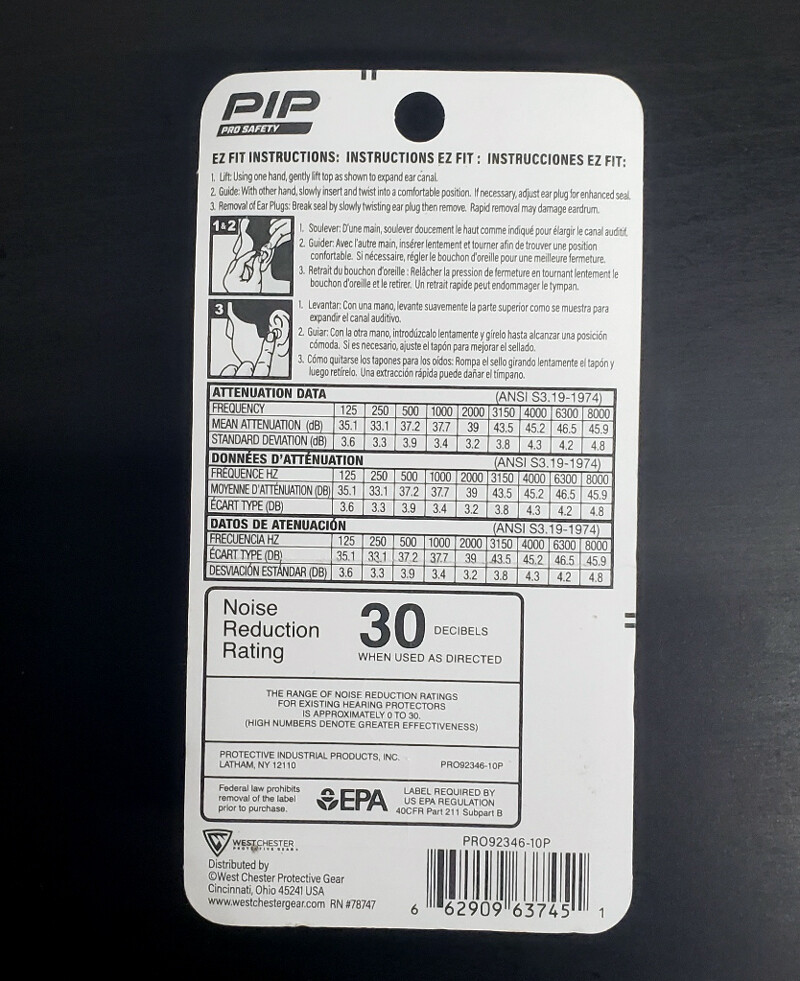 PIP
PRO SAFETY
EZ FIT INSTRUCTIONS: INSTRUCTIONS EZ FIT : INSTRUCCIONES EZ FIT:
1. Lift: Using one hand, gently lift top as shown to expand ear canal.
2. Guide: With other hand, slowly insert and twist into a comfortable position. If necessary, adjust ear plug for enhanced seal.
3. Removal of Ear Plugs: Break seal by slowly twisting ear plug then remove. Rapid removal may damage eardrum.
1&2
1. Soulever: D'une main, soulever doucement le haut comme indiqué pour élargir le canal auditif.
2. Guider: Avec l'autre main, insérer lentement et tourner afin de trouver une position
confortable. Si nécessaire, régler le bouchon d'oreille pour une meilleure fermeture.
3. Retrait du bouchon d'oreille : Relâcher la pression de fermeture en tournant lentement le
bouchon d'oreille et le retirer. Un retrait rapide peut endommager le tympan.
3
1. Levantar: Con una mano, levante suavemente la parte superior como se muestra para
expandir el canal auditivo.
2. Guiar: Con la otra mano, introdúzcalo lentamente y gírelo hasta alcanzar una posición
cómoda. Si es necesario, ajuste el tapón para mejorar el sellado.
3. Cómo quitarse los tapones para los oídos: Rompa el sello girando lentamente el tapón y
luego retírelo. Una extracción rápida puede dañar el tímpano.
ATTENUATION DATA (ANSI S3.19-1974)
FREQUENCY 125 250 500 1000 2000 3150 4000 6300 8000
MEAN ATTENUATION (dB) 35.1 33.1 37.2 37.7 39 43.5 45.2 46.5 45.9
STANDARD DEVIATION (dB) 3.6 3.3 3.9 3.4 3.2 3.8 4.3 4.2 4.8
DONNÉES D'ATTÉNUATION (ANSI S3.19-1974)
FRÉQUENCE HZ 125 250 500 1000 2000 3150 4000 6300 8000
MOYENNE D'ATTÉNUATION (DB) 35.1 33.1 37.2 37.7 39 43.5 45.2 46.5 45.9
ÉCART TYPE (DB) 3.6 3.3 3.9 3.4 3.2 3.8 4.3 4.2 4.8
DATOS DE ATENUACIÓN (ANSI S3.19-1974)
FRECUENCIA HZ 125 250 500 1000 2000 3150 4000 6300 8000
ÉCART TYPE (DB) 35.1 33.1 37.2 37.7 39 43.5 45.2 46.5 45.9
DESVIACIÓN ESTÁNDAR (DB) 3.6 3.3 3.9 3.4 3.2 3.8 4.3 4.2 4.8
Noise
Reduction
Rating
30 DECIBELS
WHEN USED AS DIRECTED
THE RANGE OF NOISE REDUCTION RATINGS
FOR EXISTING HEARING PROTECTORS
IS APPROXIMATELY 0 TO 30.
(HIGH NUMBERS DENOTE GREATER EFFECTIVENESS)
PROTECTIVE INDUSTRIAL PRODUCTS, INC.
LATHAM, NY 12110 PRO92346-10P
Federal law prohibits
removal of the label
prior to purchase.
EPA
LABEL REQUIRED BY
US EPA REGULATION
40CFR Part 211 Subpart B
WESTCHESTER
PROTECTIVE GEAR
Distributed by
©West Chester Protective Gear
Cincinnati, Ohio 45241 USA
www.westchestergear.com RN #78747
PRO92346-10P
6 62909 63745 1